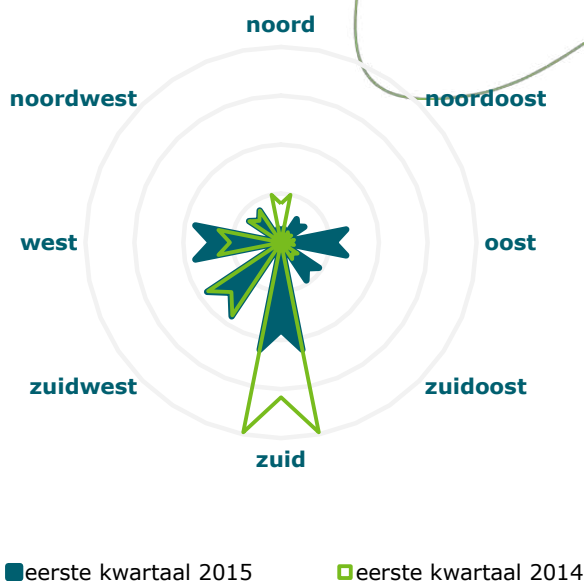 noord
noordwest
noordoost
west
oost
zuidwest
zuidoost
zuid
eerste kwartaal 2015
eerste kwartaal 2014